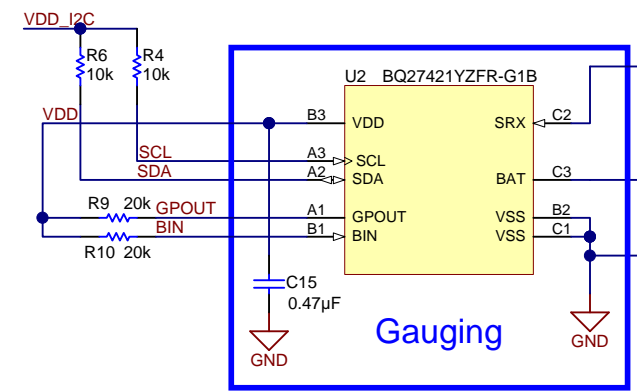 VDD_I2C
R6 R4
10k 10k
U2 BQ27421YZFR-G1B
VDD B3 VDD SRX C2
SCL A3 SCL
SDA A2 SDA BAT C3
R9 20k GPOUT A1 GPOUT VSS B2
BIN B1 BIN VSS C1
R10 20k
C15
0.47µF
Gauging
GND GND